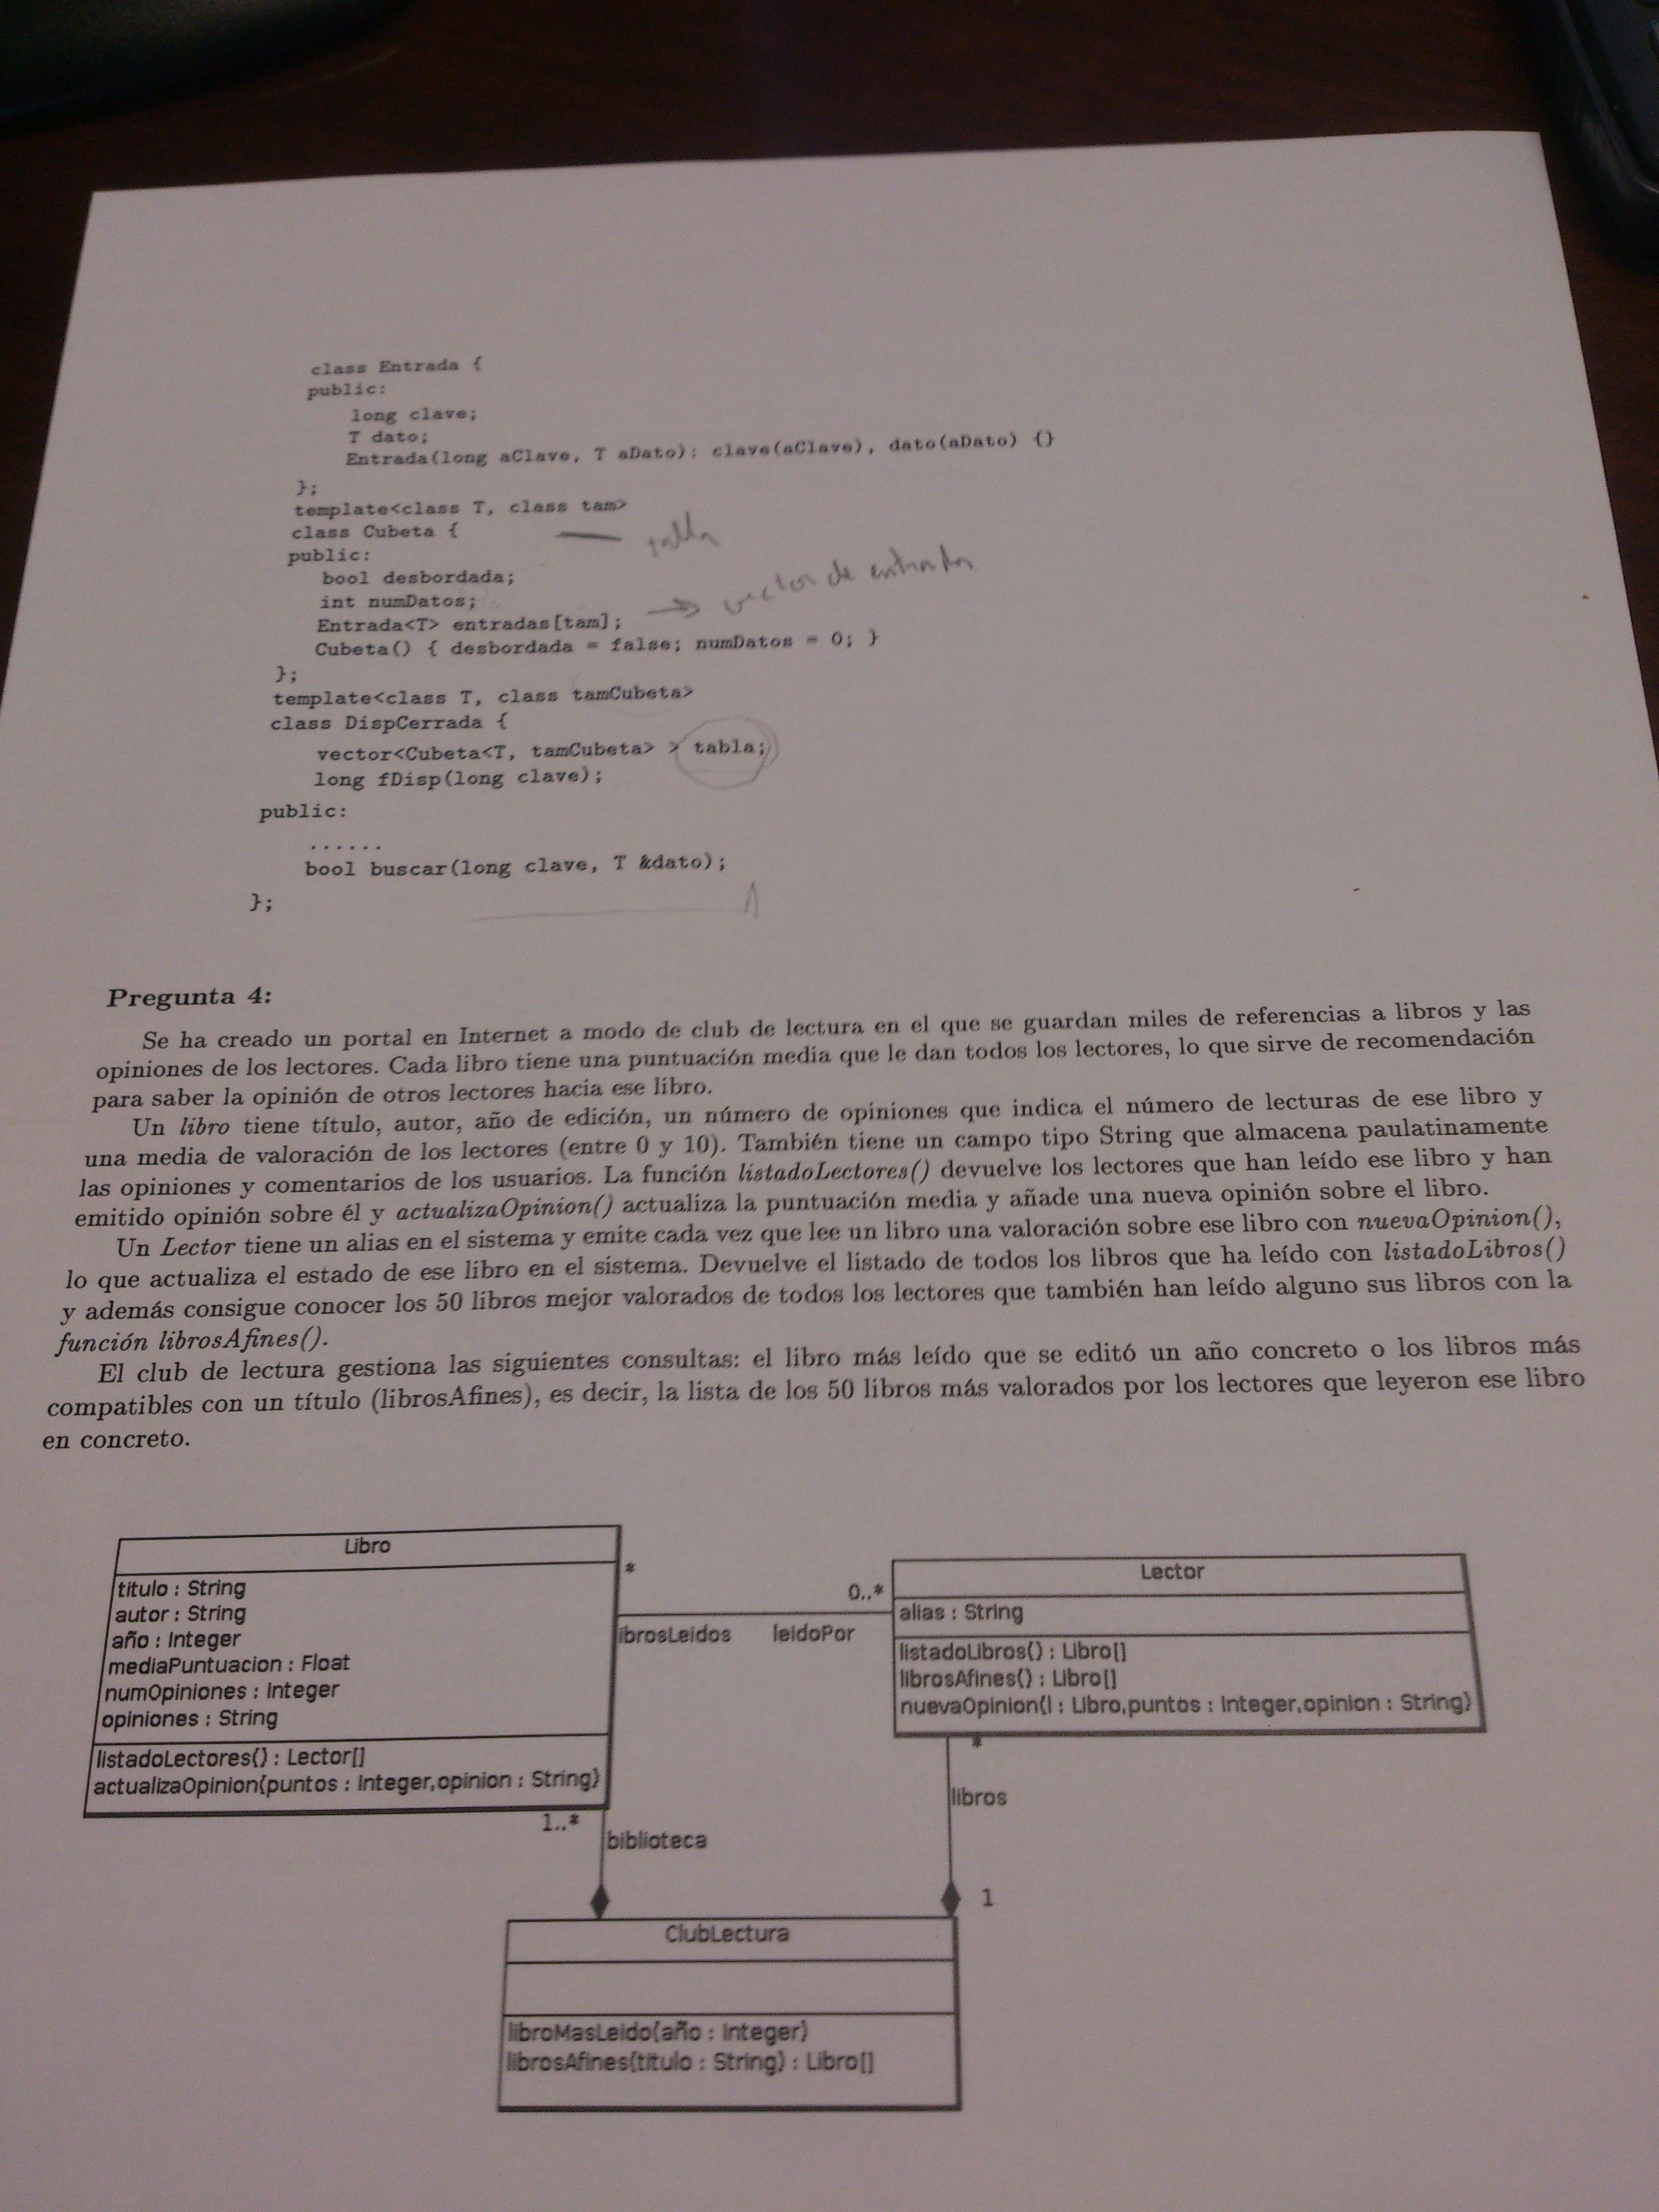 class Entrada {
public:
long clave;
T dato;
Entrada(long aClave, T aDato): clave(aClave), dato(aDato) {}
};
template<class T, class tam>
class Cubeta {
public:
bool desbordada;
int numDatos;
→ vector de entradas
Entrada<T> entradas[tam];
Cubeta() { desbordada = false; numDatos = 0; }
};
template<class T, class tamCubeta>
class DispCerrada {
vector<Cubeta<T, tamCubeta> > tabla;
long fDisp(long clave);
public:
......
bool buscar(long clave, T &dato);
};
Pregunta 4:
Se ha creado un portal en Internet a modo de club de lectura en el que se guardan miles de referencias a libros y las
opiniones de los lectores. Cada libro tiene una puntuación media que le dan todos los lectores, lo que sirve de recomendación
para saber la opinión de otros lectores hacia ese libro.
Un libro tiene título, autor, año de edición, un número de opiniones que indica el número de lecturas de ese libro y
una media de valoración de los lectores (entre 0 y 10). También tiene un campo tipo String que almacena paulatinamente
las opiniones y comentarios de los usuarios. La función listadoLectores() devuelve los lectores que han leído ese libro y han
emitido opinión sobre él y actualizaOpinion() actualiza la puntuación media y añade una nueva opinión sobre el libro.
Un Lector tiene un alias en el sistema y emite cada vez que lee un libro una valoración sobre ese libro con nuevaOpinion(),
lo que actualiza el estado de ese libro en el sistema. Devuelve el listado de todos los libros que ha leído con listadoLibros()
y además consigue conocer los 50 libros mejor valorados de todos los lectores que también han leído alguno sus libros con la
función librosAfines().
El club de lectura gestiona las siguientes consultas: el libro más leído que se editó un año concreto o los libros más
compatibles con un título (librosAfines), es decir, la lista de los 50 libros más valorados por los lectores que leyeron ese libro
en concreto.
Libro
titulo : String
autor : String
año : Integer
mediaPuntuacion : Float
numOpiniones : Integer
opiniones : String
listadoLectores() : Lector[]
actualizaOpinion(puntos : Integer,opinion : String)
*
0..*
ibrosLeidos
leidoPor
Lector
alias : String
listadoLibros() : Libro[]
librosAfines() : Libro[]
nuevaOpinion(l : Libro,puntos : Integer,opinion : String)
1..*
biblioteca
*
libros
1
ClubLectura
libroMasLeido(año : Integer)
librosAfines(titulo : String) : Libro[]